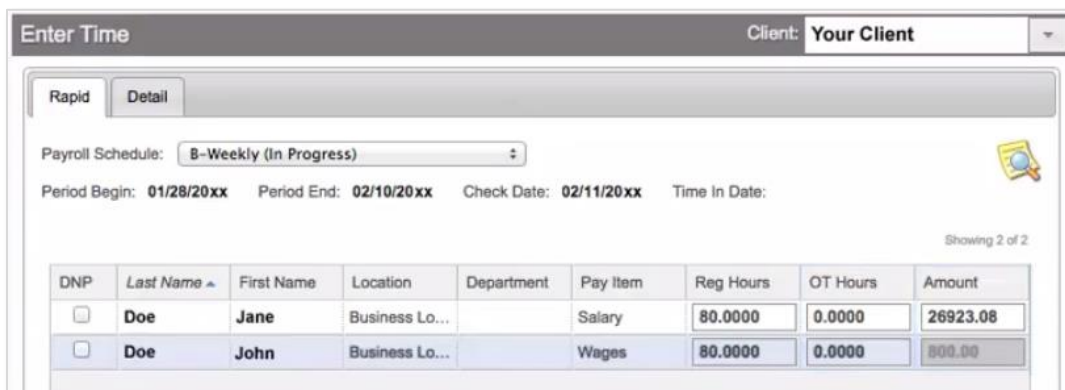 Enter Time Client: Your Client
Rapid Detail
Payroll Schedule: B-Weekly (In Progress)
Period Begin: 01/28/20xx Period End: 02/10/20xx Check Date: 02/11/20xx Time In Date:
Showing 2 of 2
DNP Last Name First Name Location Department Pay Item Reg Hours OT Hours Amount
Doe Jane Business Lo... Salary 80.0000 0.0000 26923.08
Doe John Business Lo... Wages 80.0000 0.0000 800.00